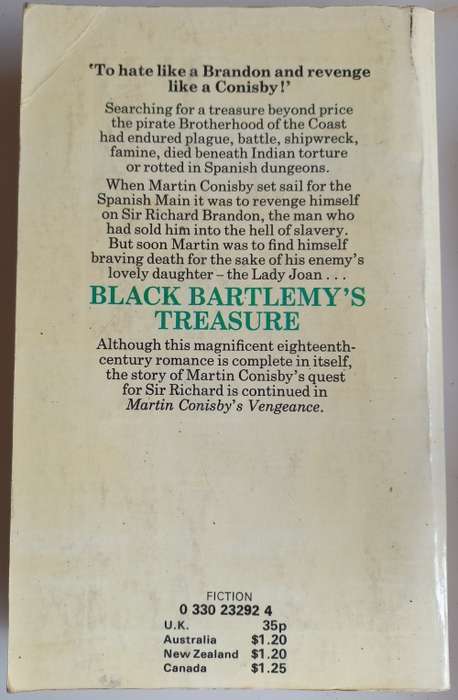 ‘To hate like a Brandon and revenge
like a Conisby!’
Searching for a treasure beyond price
the pirate Brotherhood of the Coast
had endured plague, battle, shipwreck,
famine, died beneath Indian torture
or rotted in Spanish dungeons.
When Martin Conisby set sail for the
Spanish Main it was to revenge himself
on Sir Richard Brandon, the man who
had sold him into the hell of slavery.
But soon Martin was to find himself
braving death for the sake of his enemy’s
lovely daughter – the Lady Joan . . .
BLACK BARTLEMY’S
TREASURE
Although this magnificent eighteenth-
century romance is complete in itself,
the story of Martin Conisby’s quest
for Sir Richard is continued in
Martin Conisby’s Vengeance.
FICTION
0 330 23292 4
U.K. 35p
Australia $1.20
New Zealand $1.20
Canada $1.25